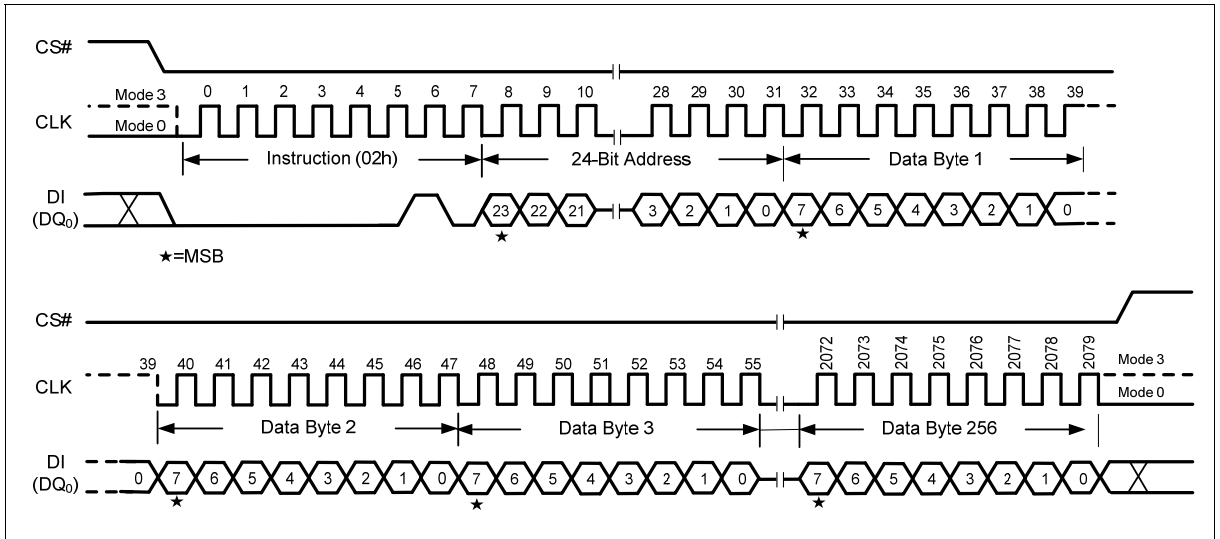 CS#
Mode 3 0 1 2 3 4 5 6 7 8 9 10 28 29 30 31 32 33 34 35 36 37 38 39
CLK
Mode 0
Instruction (02h) 24-Bit Address Data Byte 1
DI
(DQ0)
23 22 21 3 2 1 0 7 6 5 4 3 2 1 0
★ ★
★=MSB
CS#
39 40 41 42 43 44 45 46 47 48 49 50 51 52 53 54 55 2072 2073 2074 2075 2076 2077 2078 2079 Mode 3
CLK
Mode 0
Data Byte 2 Data Byte 3 Data Byte 256
DI
(DQ0)
0 7 6 5 4 3 2 1 0 7 6 5 4 3 2 1 0 7 6 5 4 3 2 1 0
★ ★ ★